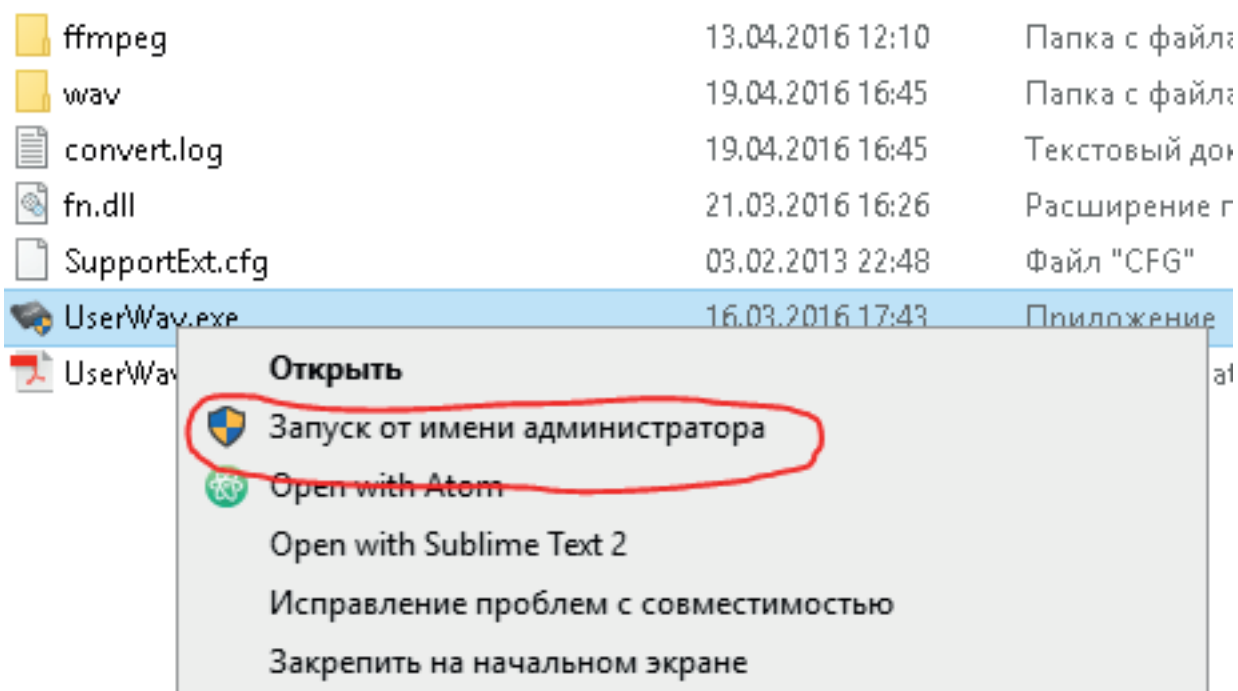 ffmpeg 13.04.2016 12:10 Папка с файла
wav 19.04.2016 16:45 Папка с файла
convert.log 19.04.2016 16:45 Текстовый док
fn.dll 21.03.2016 16:26 Расширение п
SupportExt.cfg 03.02.2013 22:48 Файл "CFG"
UserWav.exe 16.03.2016 17:43 Приложение
UserWav at
Открыть
Запуск от имени администратора
Open with Atom
Open with Sublime Text 2
Исправление проблем с совместимостью
Закрепить на начальном экране